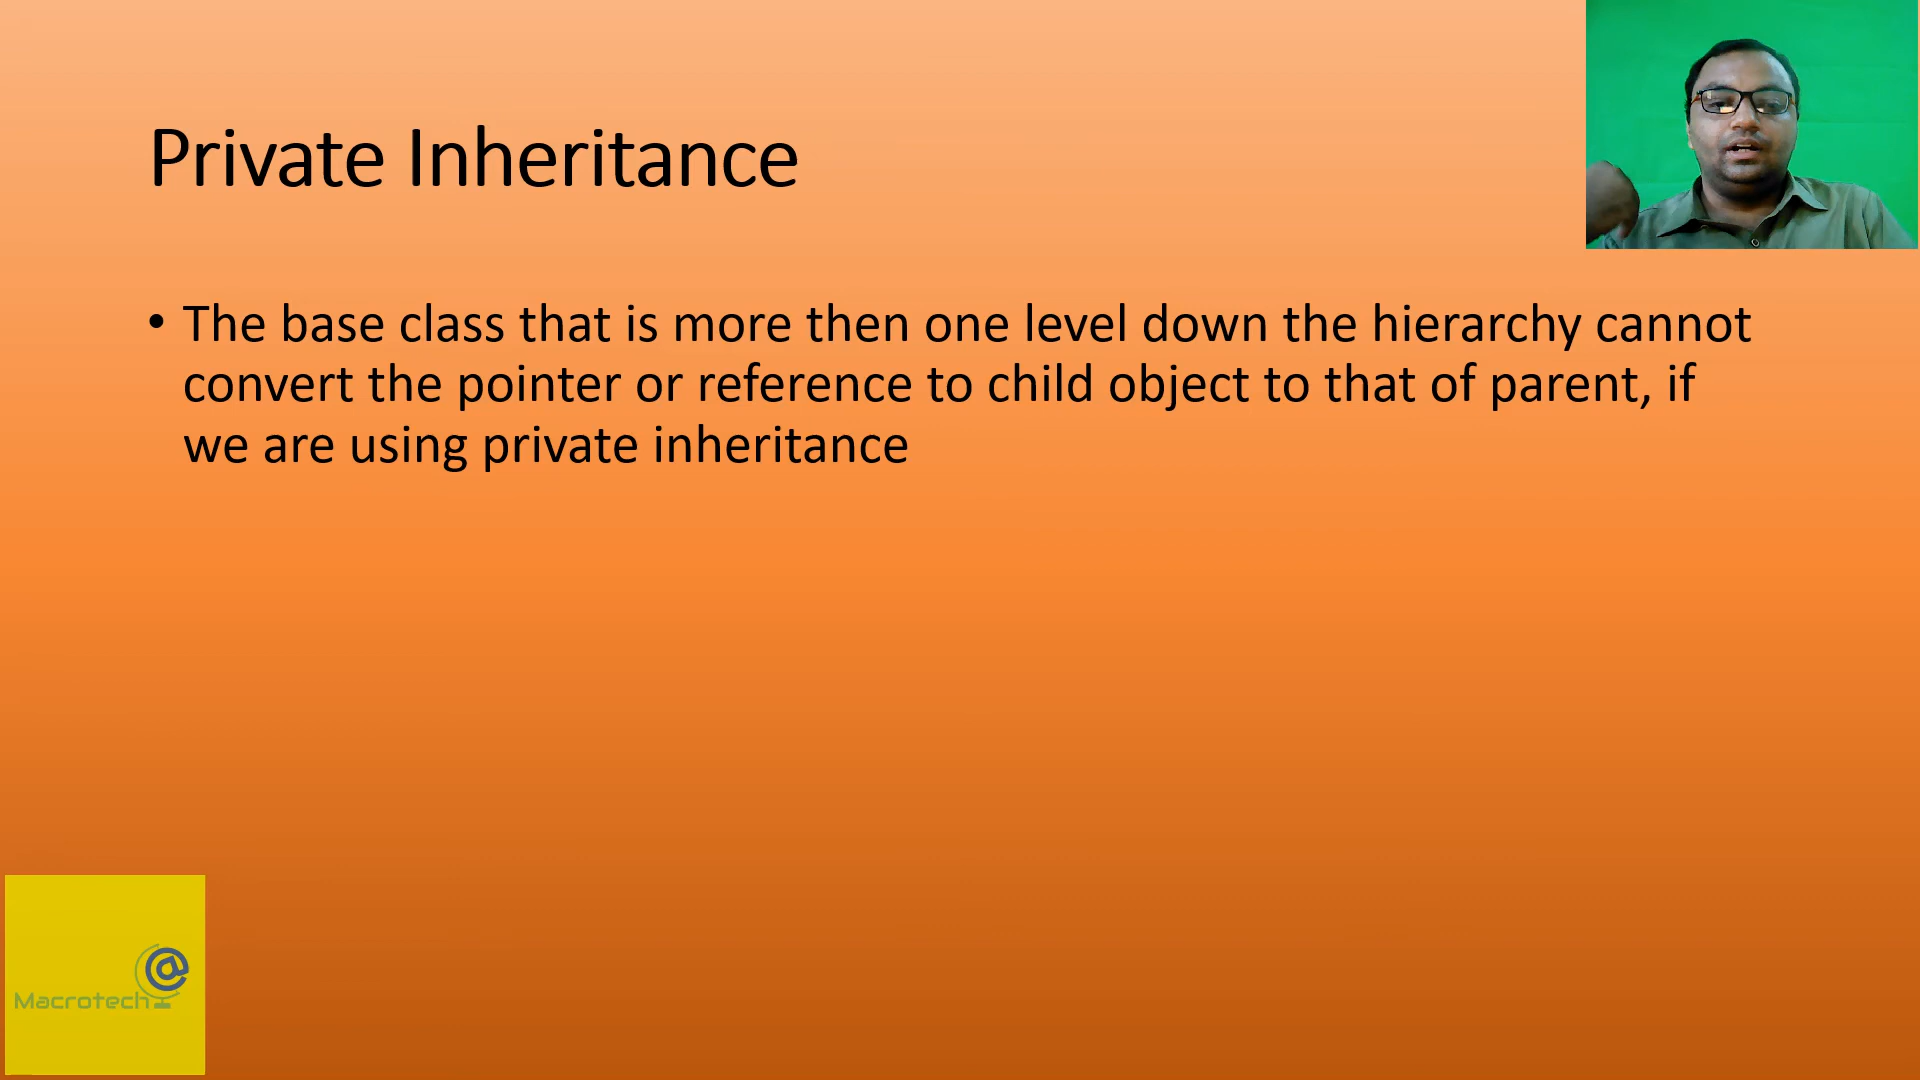 Private Inheritance
• The base class that is more then one level down the hierarchy cannot
convert the pointer or reference to child object to that of parent, if
we are using private inheritance
@
Macrotech